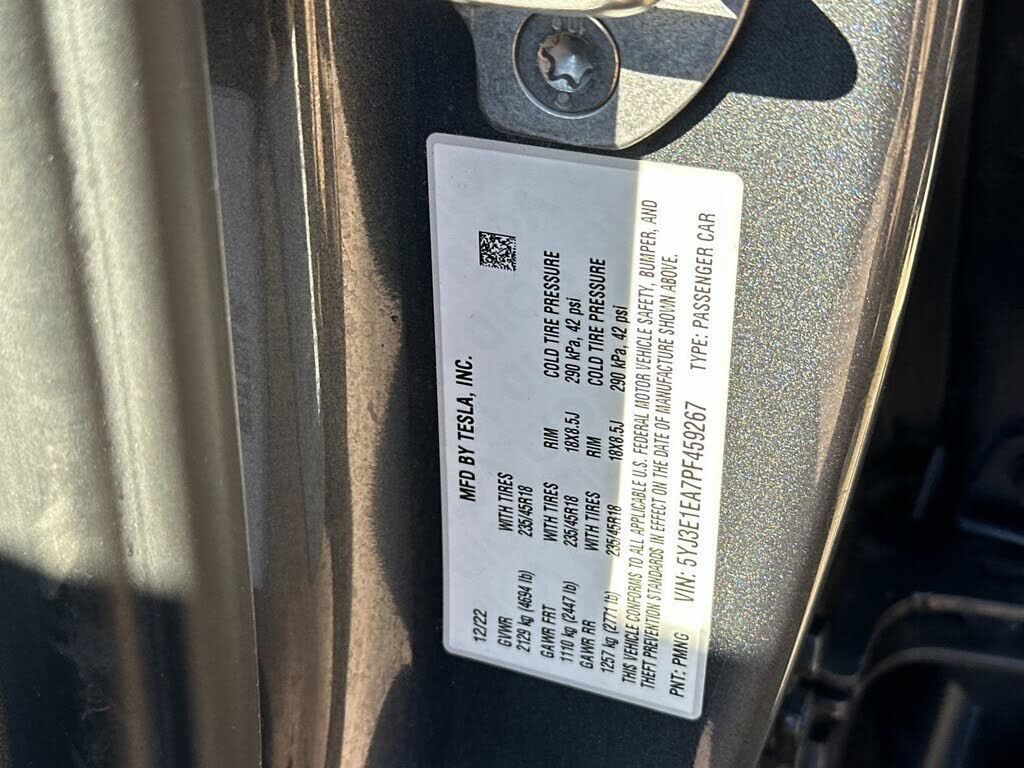 12/22 MFD BY TESLA, INC.
GVWR WITH TIRES
2129 kg (4694 lb) 235/45R18
GAWR FRT WITH TIRES RIM COLD TIRE PRESSURE
1110 kg (2447 lb) 235/45R18 18X8.5J 290 kPa, 42 psi
GAWR RR WITH TIRES RIM COLD TIRE PRESSURE
1257 kg (2771 lb) 235/45R18 18X8.5J 290 kPa, 42 psi
THIS VEHICLE CONFORMS TO ALL APPLICABLE U.S. FEDERAL MOTOR VEHICLE SAFETY, BUMPER, AND
THEFT PREVENTION STANDARDS IN EFFECT ON THE DATE OF MANUFACTURE SHOWN ABOVE.
PNT: PMNG VIN: 5YJ3E1EA7PF459267 TYPE: PASSENGER CAR